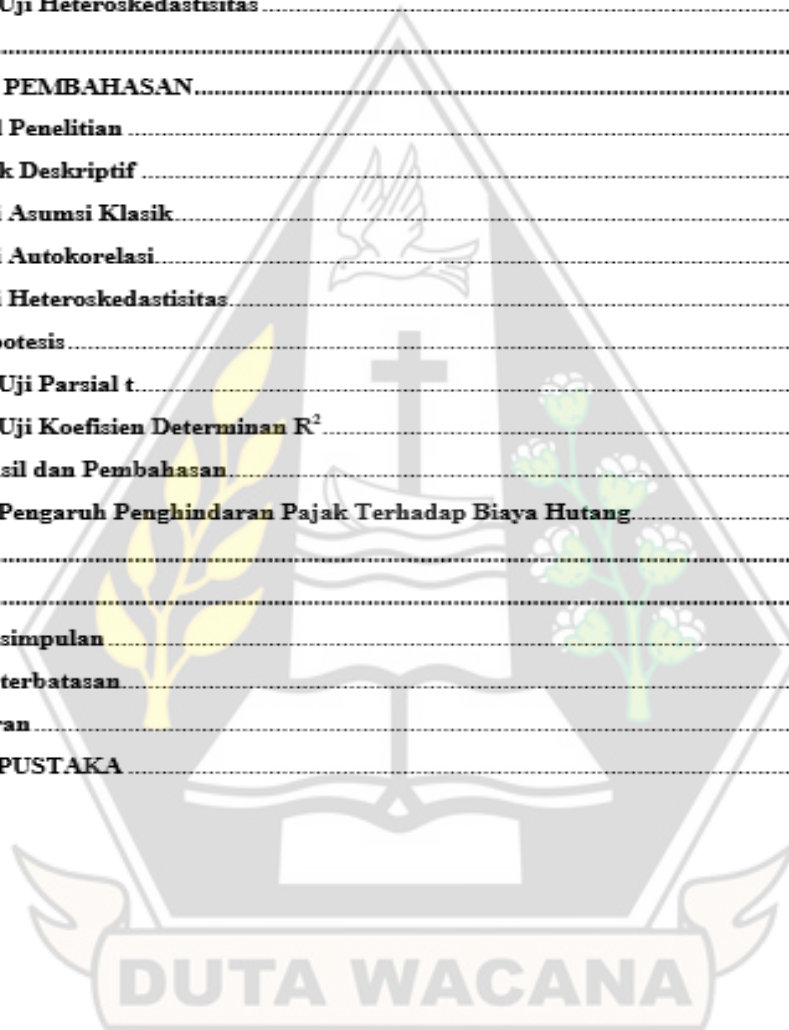 Uji Heteroskedastisitas
PEMBAHASAN
Penelitian
k Deskriptif
i Asumsi Klasik
i Autokorelasi
i Heteroskedastisitas
otesis
Uji Parsial t
Uji Koefisien Determinan R²
sil dan Pembahasan
Pengaruh Penghindaran Pajak Terhadap Biaya Hutang
simpulan
terbatasan
ran
PUSTAKA
DUTA WACANA